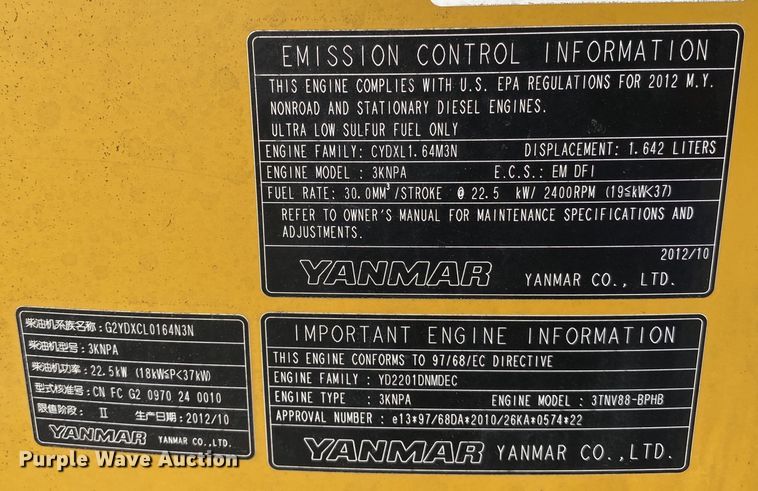 EMISSION CONTROL INFORMATION
THIS ENGINE COMPLIES WITH U.S. EPA REGULATIONS FOR 2012 M.Y.
NONROAD AND STATIONARY DIESEL ENGINES.
ULTRA LOW SULFUR FUEL ONLY
ENGINE FAMILY: CYDXL1.64M3N DISPLACEMENT: 1.642 LITERS
ENGINE MODEL : 3KNPA E.C.S.: EM DFI
FUEL RATE: 30.0MM³/STROKE @ 22.5 kW/ 2400RPM (19≦kW<37)
REFER TO OWNER'S MANUAL FOR MAINTENANCE SPECIFICATIONS AND
ADJUSTMENTS.
2012/10
YANMAR YANMAR CO., LTD.
柴油机系族名称: G2YDXCL0164N3N
柴油机型号: 3KNPA
柴油机功率: 22.5kW (18kW≦P<37kW)
型式核准号: CN FC G2 0970 24 0010
限值阶段: II 生产日期: 2012/10
YANMAR YANMAR CO., LTD.
IMPORTANT ENGINE INFORMATION
THIS ENGINE CONFORMS TO 97/68/EC DIRECTIVE
ENGINE FAMILY : YD2201DNMDEC
ENGINE TYPE : 3KNPA ENGINE MODEL : 3TNV88-BPHB
APPROVAL NUMBER : e13*97/68DA*2010/26KA*0574*22
YANMAR YANMAR CO., LTD.
Purple Wave Auction